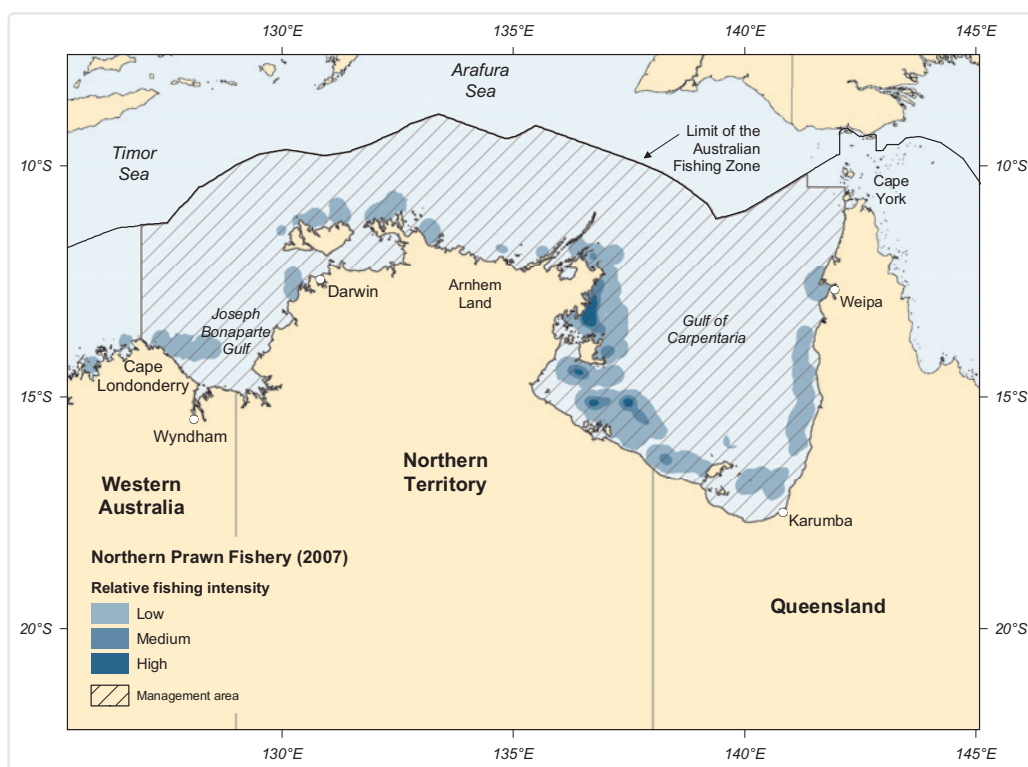 130°E
135°E
140°E
145°E
Arafura
Sea
Limit of the
Australian
Fishing Zone
Timor
Sea
10°S
10°S
Cape
York
Darwin
Arnhem
Land
Weipa
Joseph
Bonaparte
Gulf
Gulf of
Carpentaria
Cape
Londonderry
15°S
15°S
Wyndham
Northern
Territory
Western
Australia
Karumba
Northern Prawn Fishery (2007)
Relative fishing intensity
Low
Medium
High
Management area
Queensland
20°S
20°S
130°E
135°E
140°E
145°E